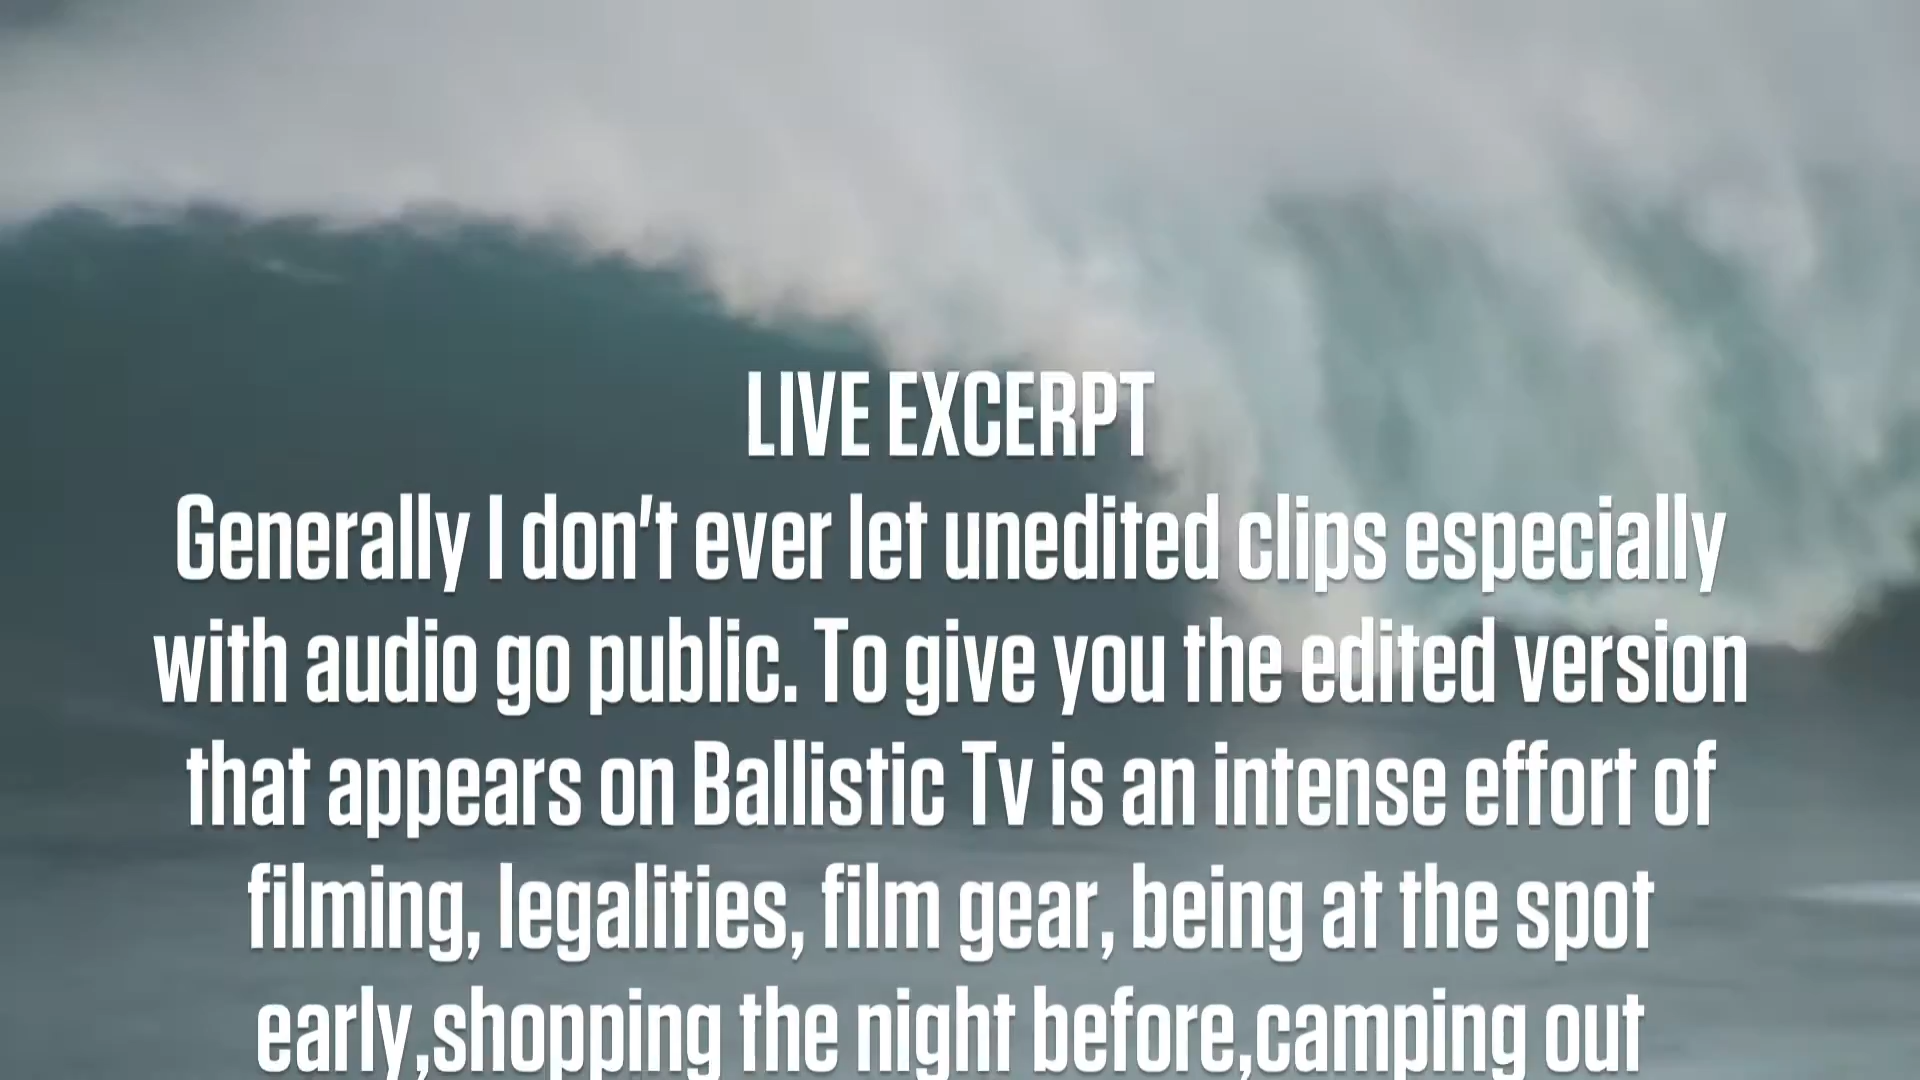 LIVE EXCERPT
Generally I don't ever let unedited clips especially
with audio go public. To give you the edited version
that appears on Ballistic Tv is an intense effort of
filming, legalities, film gear, being at the spot
early,shopping the night before,camping out